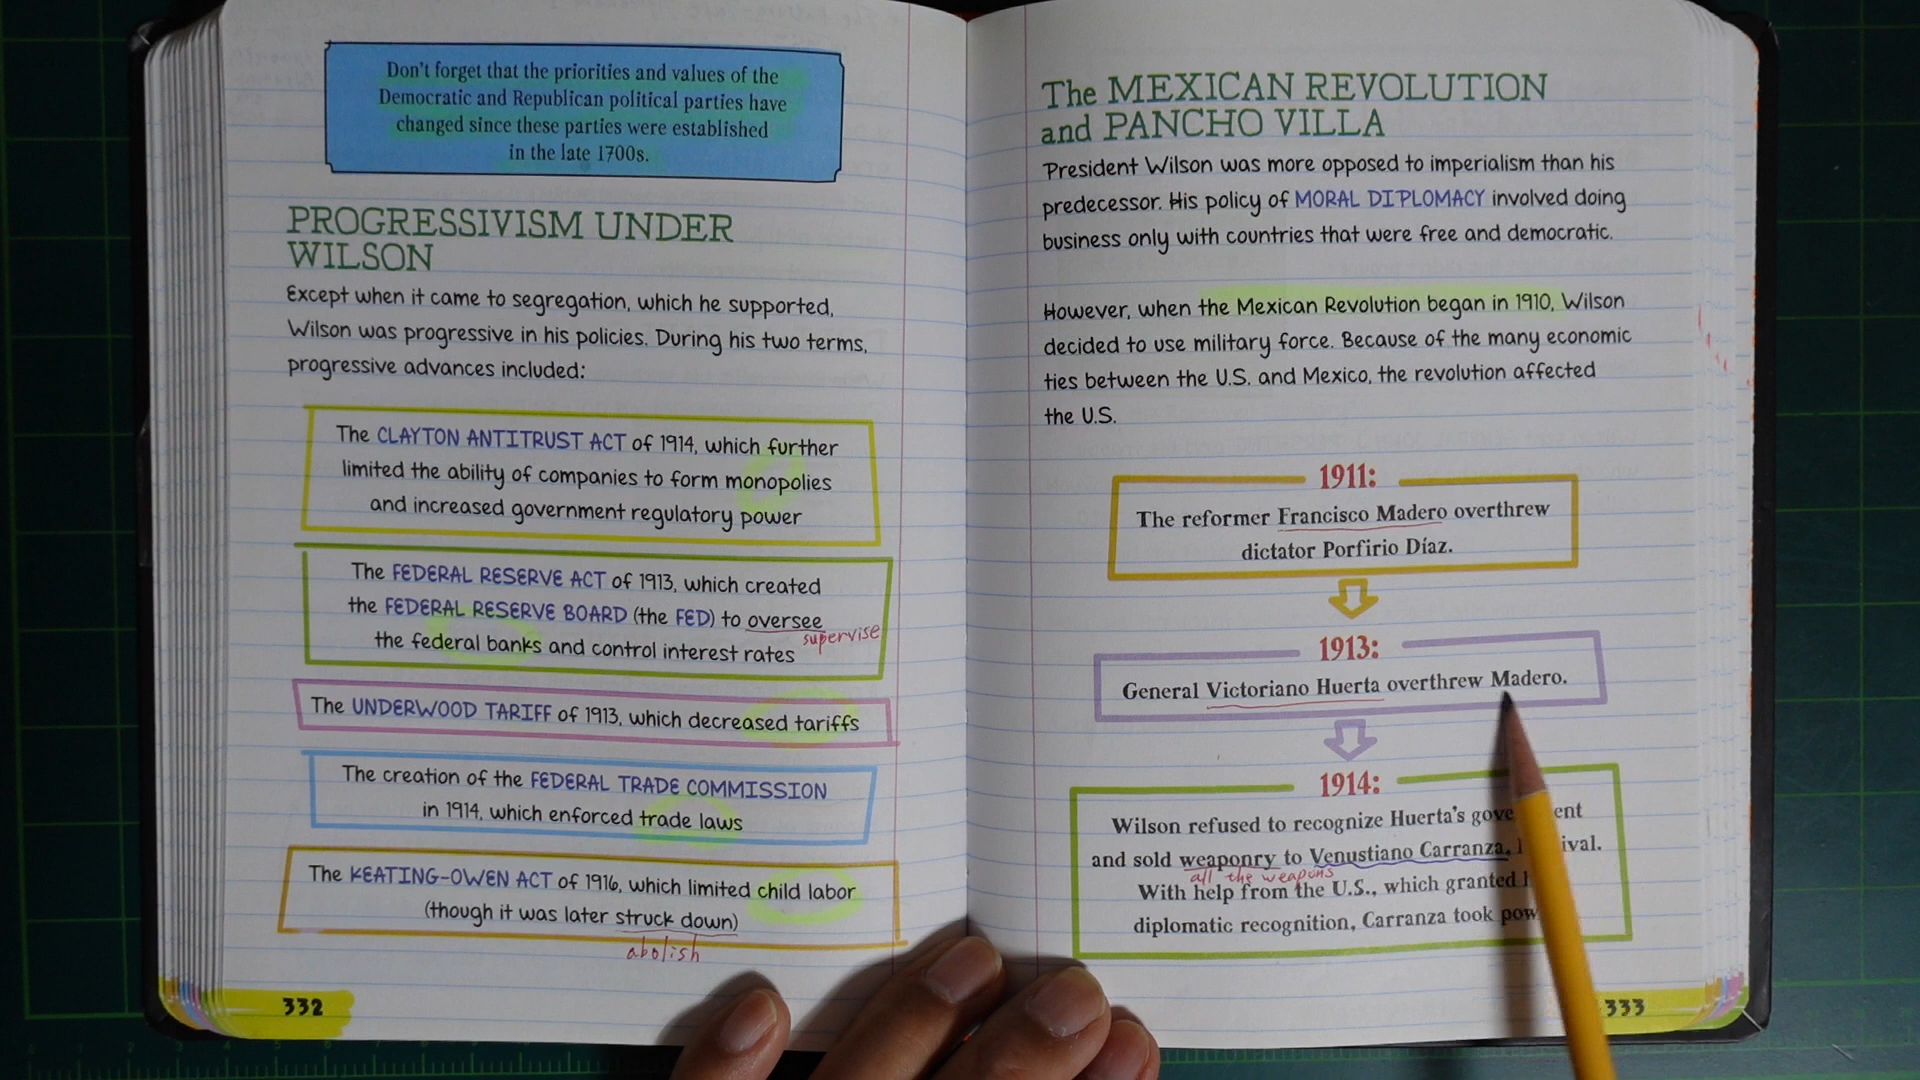 Don't forget that the priorities and values of the
Democratic and Republican political parties have
changed since these parties were established
in the late 1700s.
PROGRESSIVISM UNDER
WILSON
Except when it came to segregation, which he supported,
Wilson was progressive in his policies. During his two terms,
progressive advances included:
The CLAYTON ANTITRUST ACT of 1914, which further
limited the ability of companies to form monopolies
and increased government regulatory power
The FEDERAL RESERVE ACT of 1913, which created
the FEDERAL RESERVE BOARD (the FED) to oversee
supervise
the federal banks and control interest rates
The UNDERWOOD TARIFF of 1913, which decreased tariffs
The creation of the FEDERAL TRADE COMMISSION
in 1914, which enforced trade laws
The KEATING-OWEN ACT of 1916, which limited child labor
(though it was later struck down)
abolish
332
The MEXICAN REVOLUTION
and PANCHO VILLA
President Wilson was more opposed to imperialism than his
predecessor. His policy of MORAL DIPLOMACY involved doing
business only with countries that were free and democratic.
However, when the Mexican Revolution began in 1910, Wilson
decided to use military force. Because of the many economic
ties between the U.S. and Mexico, the revolution affected
the U.S.
1911:
The reformer Francisco Madero overthrew
dictator Porfirio Díaz.
1913:
General Victoriano Huerta overthrew Madero.
1914:
Wilson refused to recognize Huerta's
and sold weaponry to Venustiano Carranza,
all the weapons
With help from the U.S., which granted
diplomatic recognition, Carranza took
333